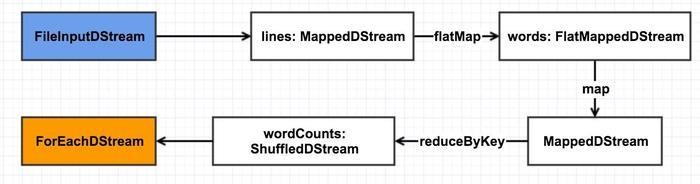 FileInputDStream
lines: MappedDStream
flatMap
words: FlatMappedDStream
map
MappedDStream
reduceByKey
wordCounts:
ShuffledDStream
ForEachDStream